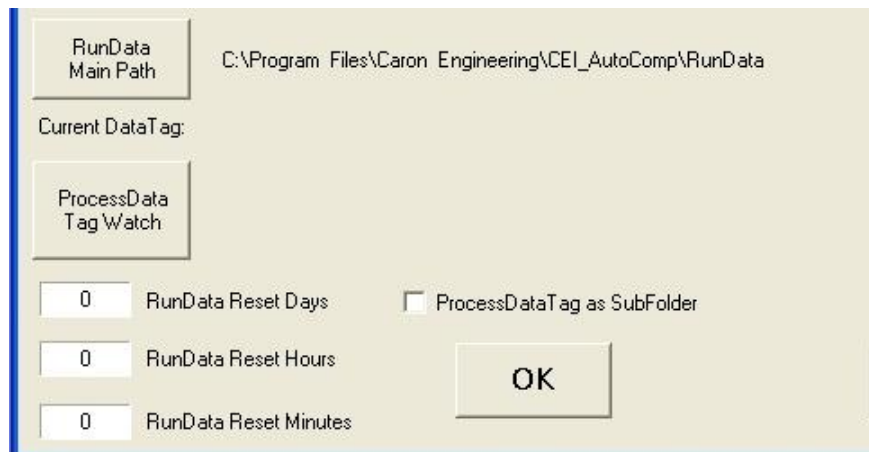 RunData
Main Path
C:\Program Files\Caron Engineering\CEI_AutoComp\RunData
Current DataTag:
ProcessData
Tag Watch
0 RunData Reset Days
ProcessDataTag as SubFolder
0 RunData Reset Hours
OK
0 RunData Reset Minutes